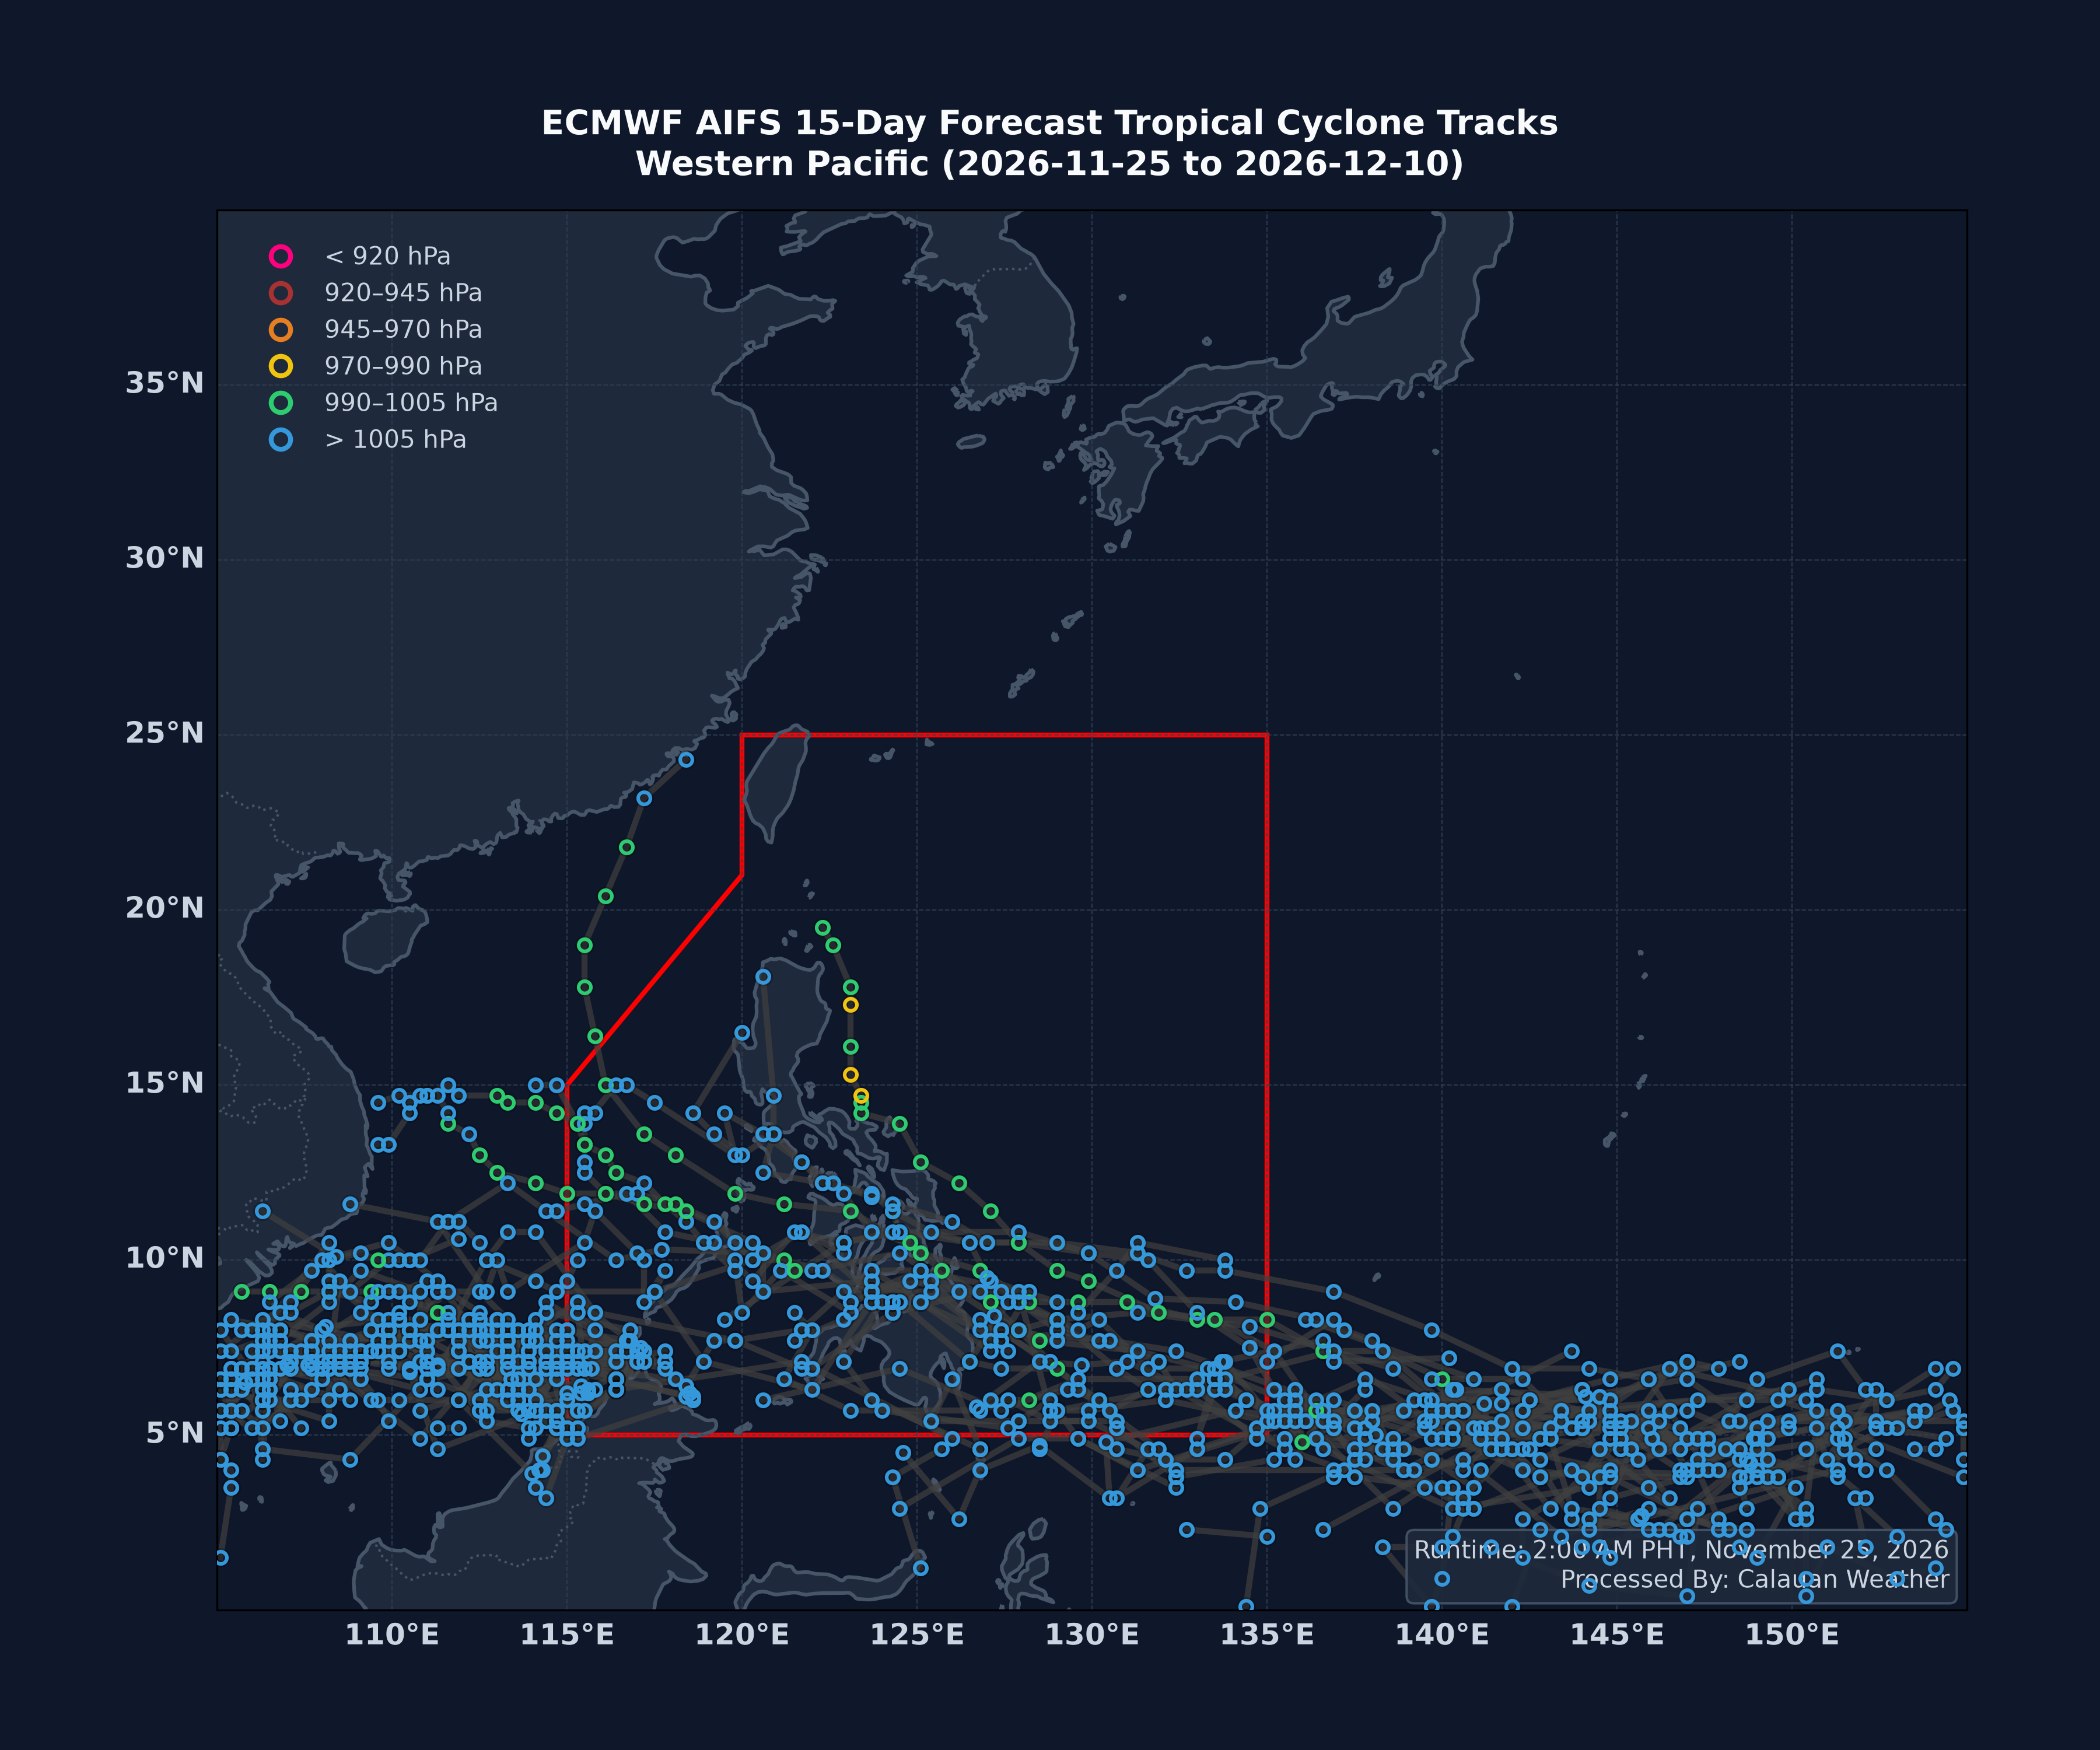 ECMWF AIFS 15-Day Forecast Tropical Cyclone Tracks
Western Pacific (2026-11-25 to 2026-12-10)
< 920 hPa
920–945 hPa
945–970 hPa
970–990 hPa
990–1005 hPa
> 1005 hPa
35°N
30°N
25°N
20°N
15°N
10°N
5°N
110°E 115°E 120°E 125°E 130°E 135°E 140°E 145°E 150°E
Runtime: 2:00 AM PHT, November 25, 2026
Processed By: Calauan Weather